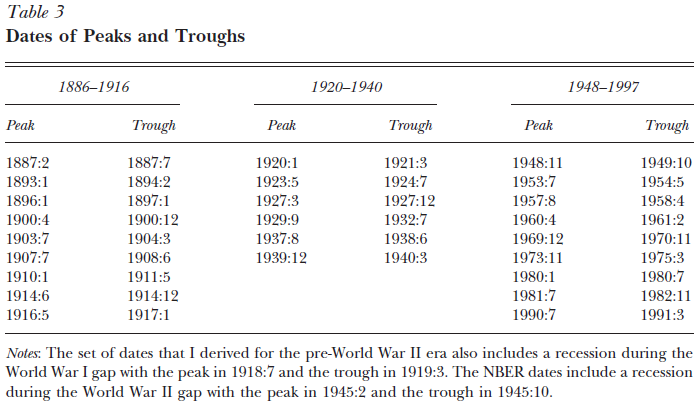 Table 3
Dates of Peaks and Troughs
1886–1916 1920–1940 1948–1997
Peak Trough Peak Trough Peak Trough
1887:2 1887:7 1920:1 1921:3 1948:11 1949:10
1893:1 1894:2 1923:5 1924:7 1953:7 1954:5
1896:1 1897:1 1927:3 1927:12 1957:8 1958:4
1900:4 1900:12 1929:9 1932:7 1960:4 1961:2
1903:7 1904:3 1937:8 1938:6 1969:12 1970:11
1907:7 1908:6 1939:12 1940:3 1973:11 1975:3
1910:1 1911:5 1980:1 1980:7
1914:6 1914:12 1981:7 1982:11
1916:5 1917:1 1990:7 1991:3
Notes: The set of dates that I derived for the pre-World War II era also includes a recession during the
World War I gap with the peak in 1918:7 and the trough in 1919:3. The NBER dates include a recession
during the World War II gap with the peak in 1945:2 and the trough in 1945:10.